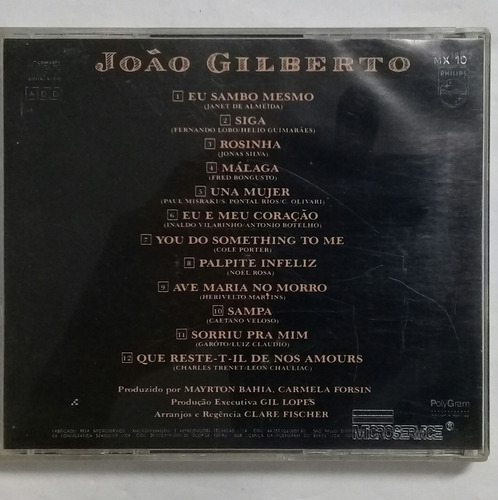 JOÃO GILBERTO
MX 10
PHILIPS
ADD
1 EU SAMBO MESMO
(JANET DE ALMEIDA)
2 SIGA
(FERNANDO LOBO/HELIO GUIMARÃES)
3 ROSINHA
(JONAS SILVA)
4 MÁLAGA
(FRED BONGUSTO)
5 UNA MUJER
(PAUL MISRAKI/S. PONTAL RIOS/C. OLIVARI)
6 EU E MEU CORAÇÃO
(INALDO VILARINHO/ANTONIO BOTELHO)
7 YOU DO SOMETHING TO ME
(COLE PORTER)
8 PALPITE INFELIZ
(NOEL ROSA)
9 AVE MARIA NO MORRO
(HERIVELTO MARTINS)
10 SAMPA
(CAETANO VELOSO)
11 SORRIU PRA MIM
(GARÔTO/LUIZ CLAUDIO)
12 QUE RESTE-T-IL DE NOS AMOURS
(CHARLES TRENET/LEON CHAULIAC)
Produzido por MAYRTON BAHIA, CARMELA FORSIN
Produção Executiva GIL LOPES
Arranjos e Regência CLARE FISCHER
PolyGram
MICROSERVICE ®